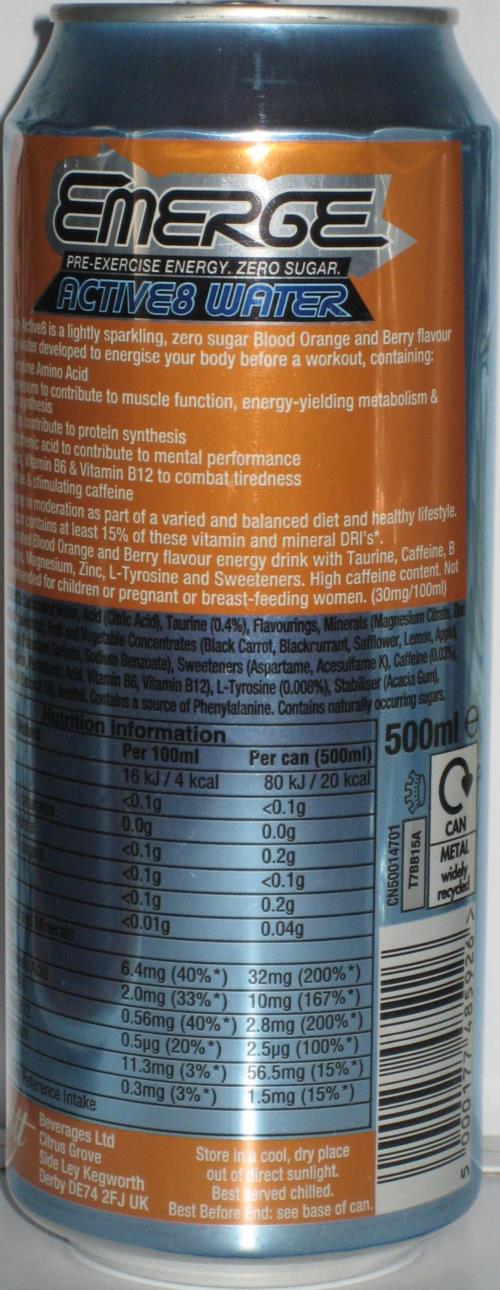 EMERGE
PRE-EXERCISE ENERGY. ZERO SUGAR.
ACTIVE8 WATER
Active8 is a lightly sparkling, zero sugar Blood Orange and Berry flavour
water developed to energise your body before a workout, containing:
Amino Acid
to contribute to muscle function, energy-yielding metabolism &
contribute to protein synthesis
acid to contribute to mental performance
Vitamin B6 & Vitamin B12 to combat tiredness
& stimulating caffeine
moderation as part of a varied and balanced diet and healthy lifestyle.
contains at least 15% of these vitamin and mineral DRI's*.
Blood Orange and Berry flavour energy drink with Taurine, Caffeine, B
Magnesium, Zinc, L-Tyrosine and Sweeteners. High caffeine content. Not
for children or pregnant or breast-feeding women. (30mg/100ml)
Water, Acid (Citric Acid), Taurine (0.4%), Flavourings, Minerals (Magnesium Citrate, Zinc
Fruit and Vegetable Concentrates (Black Carrot, Blackcurrant, Safflower, Lemon, Apple),
Sorbate, Sodium Benzoate), Sweeteners (Aspartame, Acesulfame K), Caffeine (0.03%),
Acid, Vitamin B6, Vitamin B12), L-Tyrosine (0.008%), Stabiliser (Acacia Gum),
Inositol. Contains a source of Phenylalanine. Contains naturally occurring sugars.
Nutrition Information
Per 100ml Per can (500ml)
16 kJ / 4 kcal 80 kJ / 20 kcal
<0.1g <0.1g
0.0g 0.0g
<0.1g 0.2g
<0.1g <0.1g
<0.1g 0.2g
<0.01g 0.04g
Minerals
6.4mg (40%*) 32mg (200%*)
2.0mg (33%*) 10mg (167%*)
0.56mg (40%*) 2.8mg (200%*)
0.5µg (20%*) 2.5µg (100%*)
11.3mg (3%*) 56.5mg (15%*)
0.3mg (3%*) 1.5mg (15%*)
Reference Intake
500ml e
CN50014701
T7BB15A
CAN
METAL
widely
recycled
5 000177 485926 >
Beverages Ltd
Citrus Grove
Side Ley Kegworth
Derby DE74 2FJ UK
Store in a cool, dry place
out of direct sunlight.
Best served chilled.
Best Before End: see base of can.